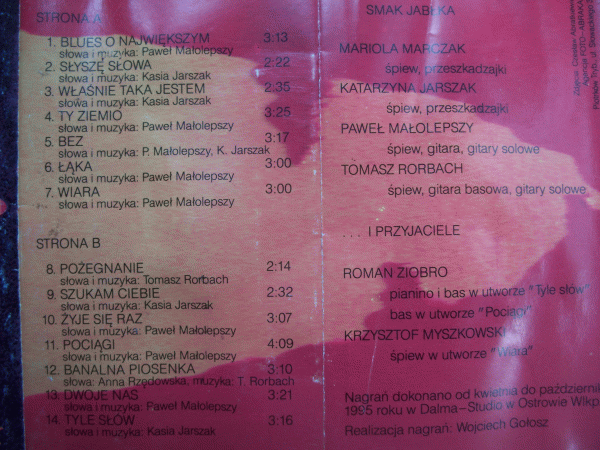 STRONA A
1. BLUES O NAJWIĘKSZYM 3:13
słowa i muzyka: Paweł Małolepszy
2. SŁYSZĘ SŁOWA 2:22
słowa i muzyka: Kasia Jarszak
3. WŁAŚNIE TAKA JESTEM 2:35
słowa i muzyka: Kasia Jarszak
4. TY ZIEMIO 3:25
słowa i muzyka: Paweł Małolepszy
5. BEZ 3:17
słowa i muzyka: P. Małolepszy, K. Jarszak
6. ŁĄKA 3:00
słowa i muzyka: Paweł Małolepszy
7. WIARA 3:00
słowa i muzyka: Paweł Małolepszy
STRONA B
8. POŻEGNANIE 2:14
słowa i muzyka: Tomasz Rorbach
9. SZUKAM CIEBIE 2:32
słowa i muzyka: Kasia Jarszak
10. ŻYJE SIĘ RAZ 3:07
słowa i muzyka: Paweł Małolepszy
11. POCIĄGI 4:09
słowa i muzyka: Paweł Małolepszy
12. BANALNA PIOSENKA 3:10
słowa: Anna Rzędowska, muzyka: T. Rorbach
13. DWOJE NAS 3:21
słowa i muzyka: Paweł Małolepszy
14. TYLE SŁÓW 3:16
słowa i muzyka: Kasia Jarszak
SMAK JABŁKA
MARIOLA MARCZAK
śpiew, przeszkadzajki
KATARZYNA JARSZAK
śpiew, przeszkadzajki
PAWEŁ MAŁOLEPSZY
śpiew, gitara, gitary solowe
TOMASZ RORBACH
śpiew, gitara basowa, gitary solowe
. . . I PRZYJACIELE
ROMAN ZIOBRO
pianino i bas w utworze "Tyle słów"
bas w utworze "Pociągi"
KRZYSZTOF MYSZKOWSKI
śpiew w utworze "Wiara"
Nagrań dokonano od kwietnia do październik
1995 roku w Dalma–Studio w Ostrowie Wlkp.
Realizacja nagrań: Wojciech Gołosz
Agencja FOTO–ABRAKA